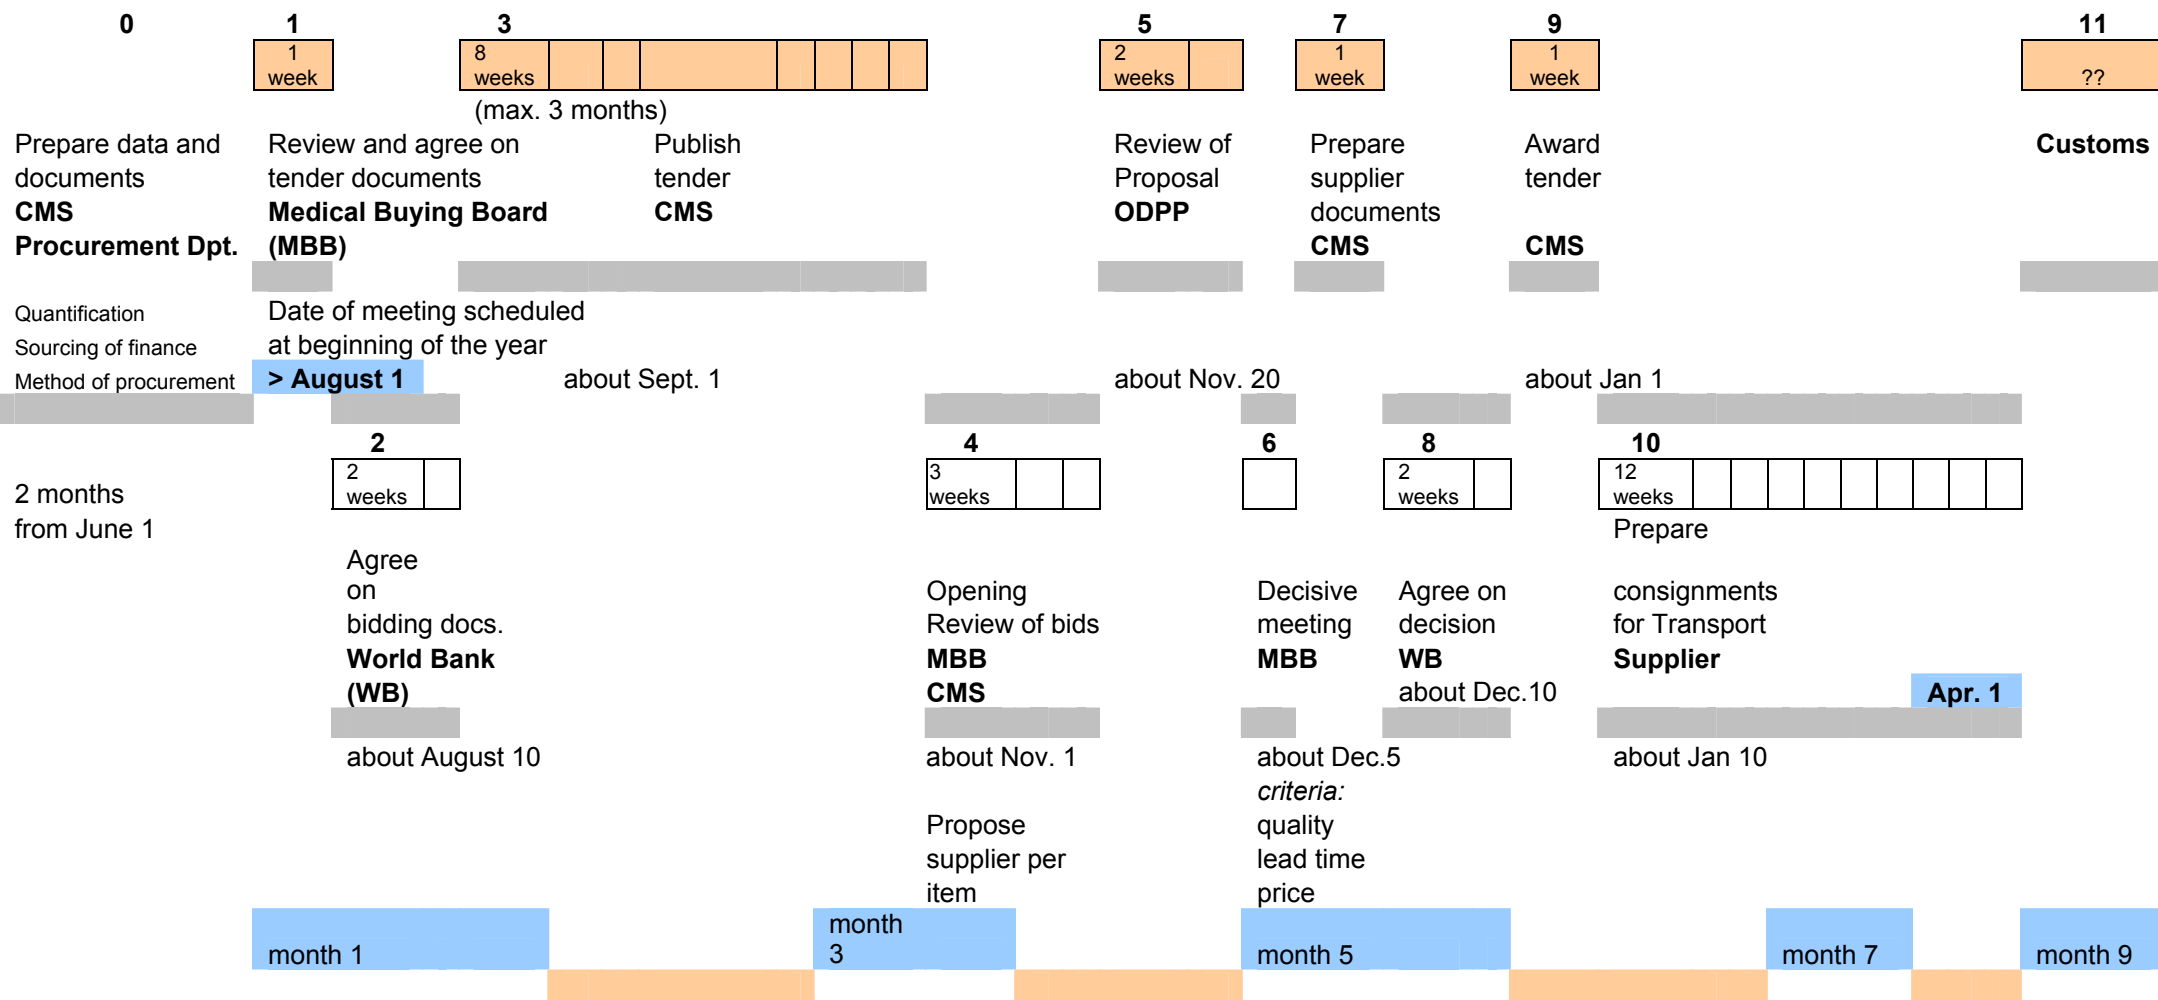 0 1 3 5 7 9 11
1 8 2 1 1
week weeks weeks week week ??
(max. 3 months)
Prepare data and Review and agree on Publish Review of Prepare Award Customs
documents tender documents tender Proposal supplier tender
CMS Medical Buying Board CMS ODPP documents
Procurement Dpt. (MBB) CMS CMS
Quantification Date of meeting scheduled
Sourcing of finance at beginning of the year
Method of procurement > August 1 about Sept. 1 about Nov. 20 about Jan 1
2 4 6 8 10
2 3 2 12
weeks weeks weeks weeks
2 months
from June 1 Prepare
Agree
on Opening Decisive Agree on consignments
bidding docs. Review of bids meeting decision for Transport
World Bank MBB MBB WB Supplier
(WB) CMS about Dec.10 Apr. 1
about August 10 about Nov. 1 about Dec.5 about Jan 10
criteria:
Propose quality
supplier per lead time
item price
month
month 1 3 month 5 month 7 month 9